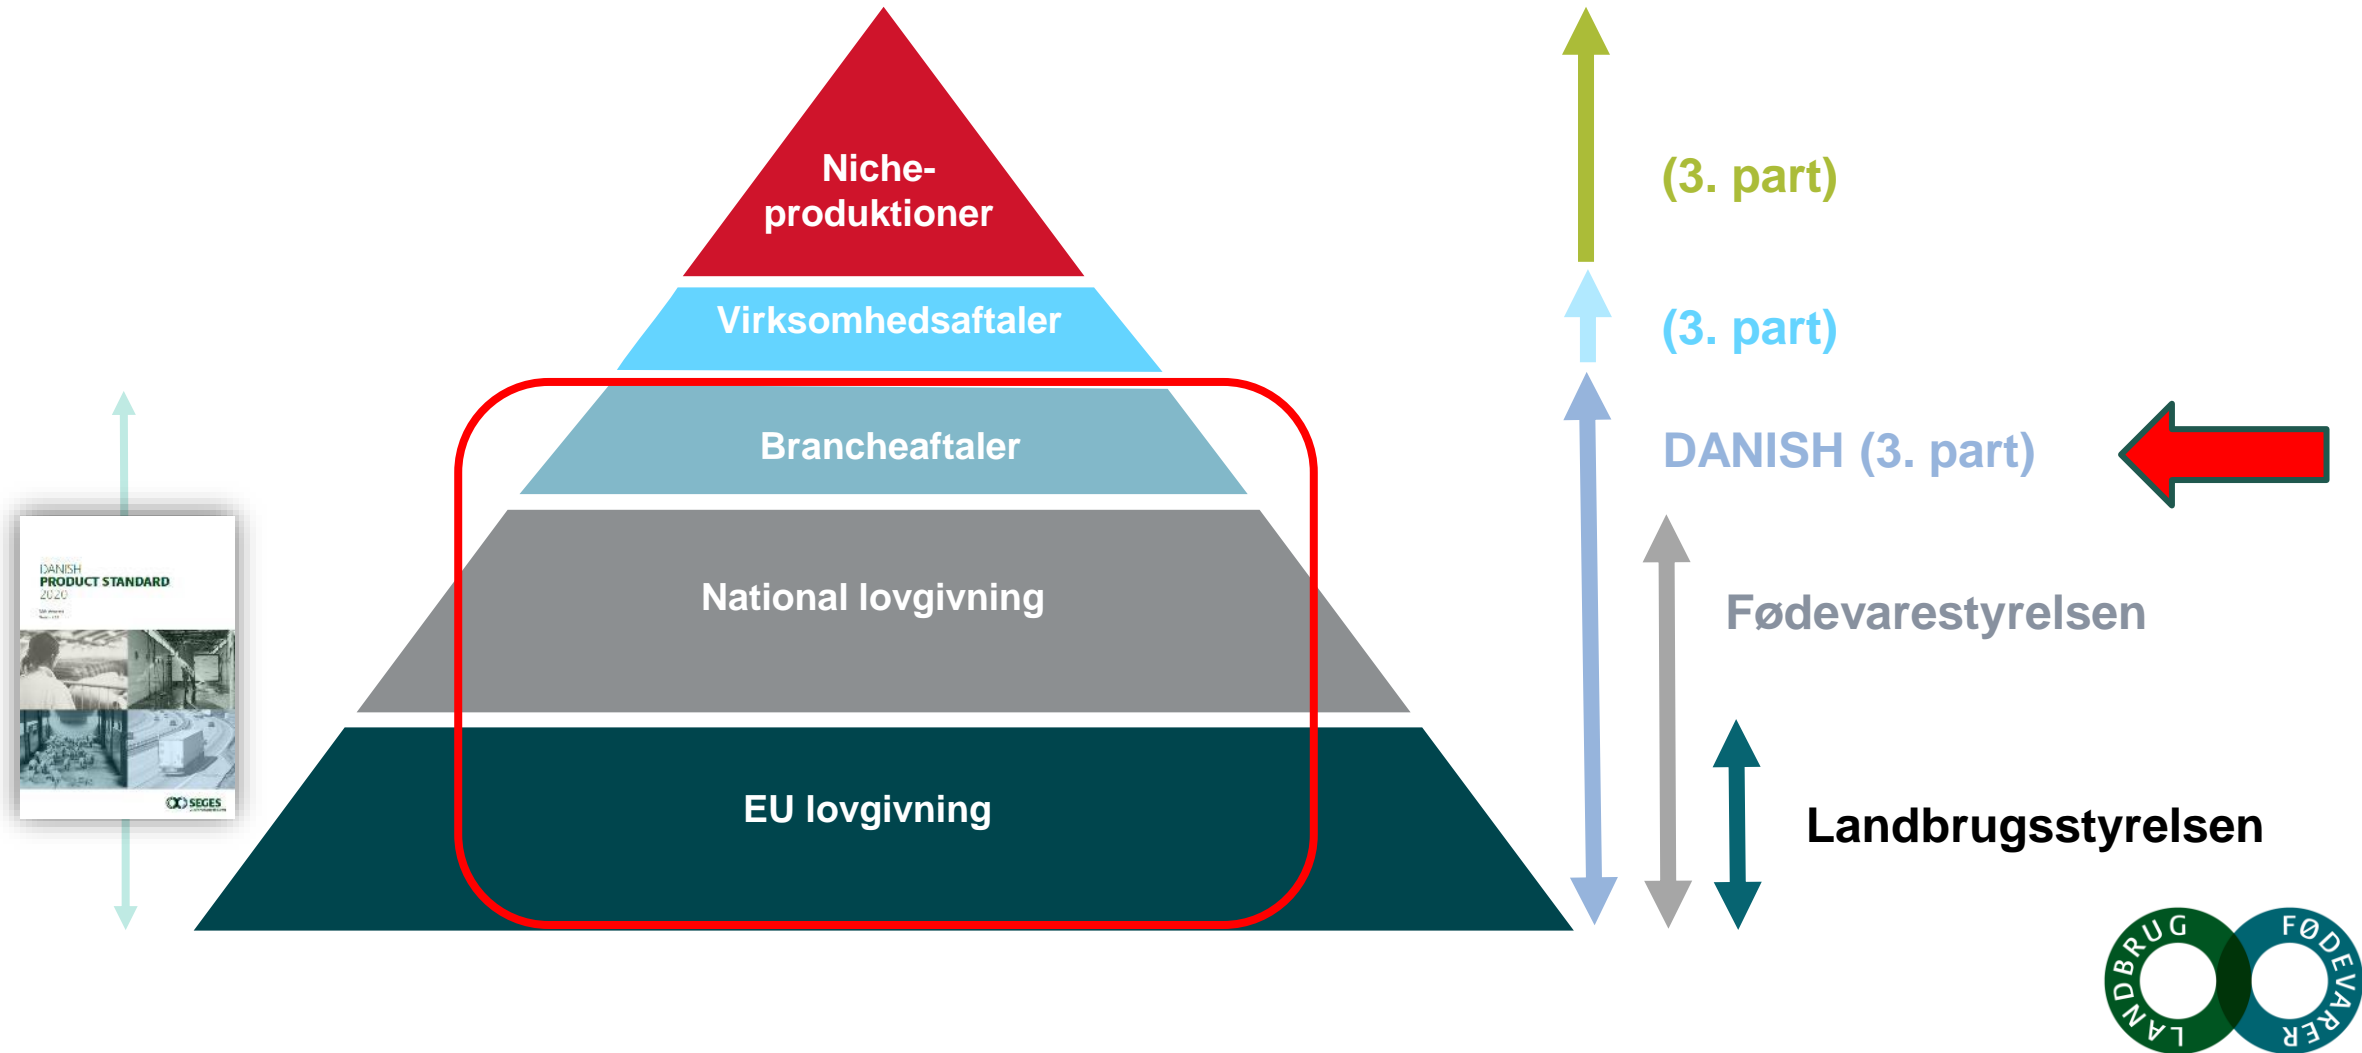 Niche-
produktioner
(3. part)
Virksomhedsaftaler
(3. part)
Brancheaftaler
DANISH (3. part)
DANISH
PRODUCT STANDARD
2020
National lovgivning
Fødevarestyrelsen
SEGES
EU lovgivning
Landbrugsstyrelsen
LANDBRUG
FØDEVARER